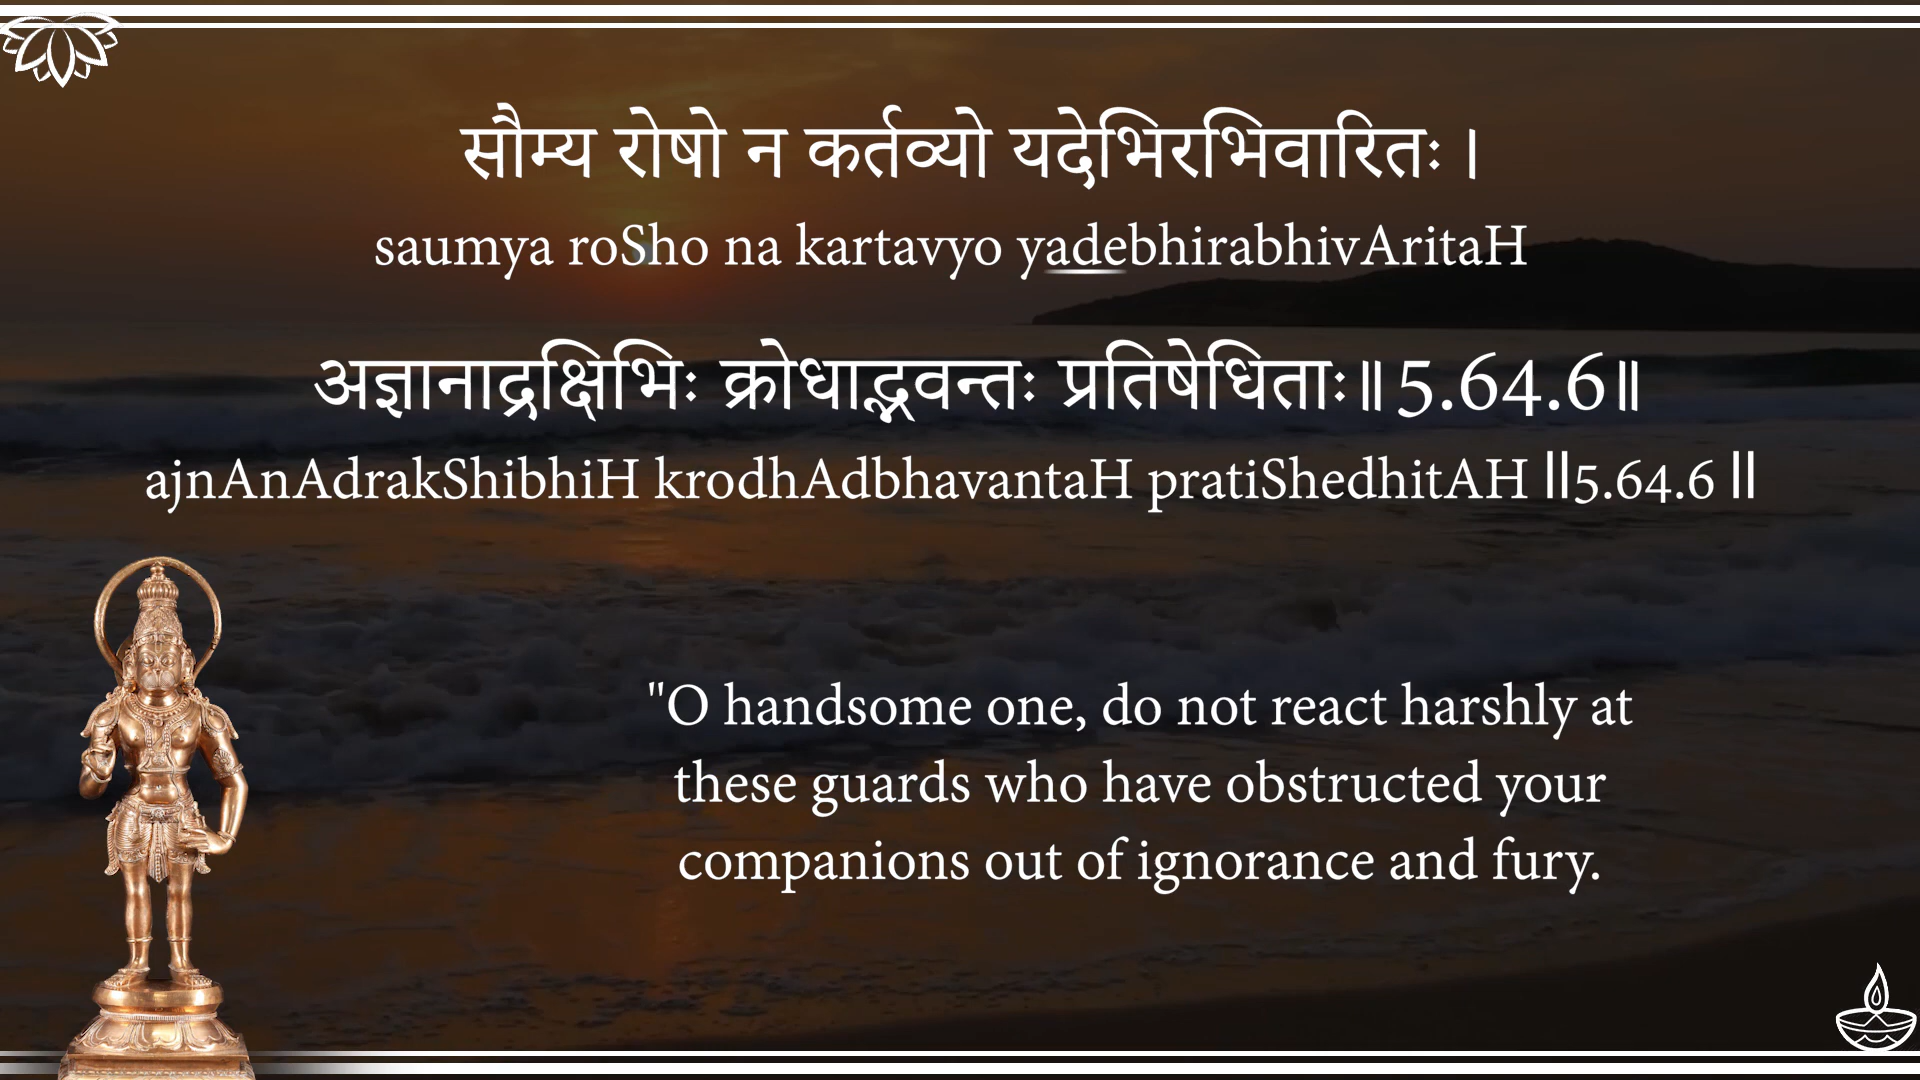 सौम्य रोषो न कर्तव्यो यदेभिरभिवारितः ।
saumya roSho na kartavyo yadebhirabhivAritaH
अज्ञानाद्रक्षिभिः क्रोधाद्भवन्तः प्रतिषेधिताः॥5.64.6॥
ajnAnAdrakShibhiH krodhAdbhavantaH pratiShedhitAH ||5.64.6 ||
"O handsome one, do not react harshly at
these guards who have obstructed your
companions out of ignorance and fury.